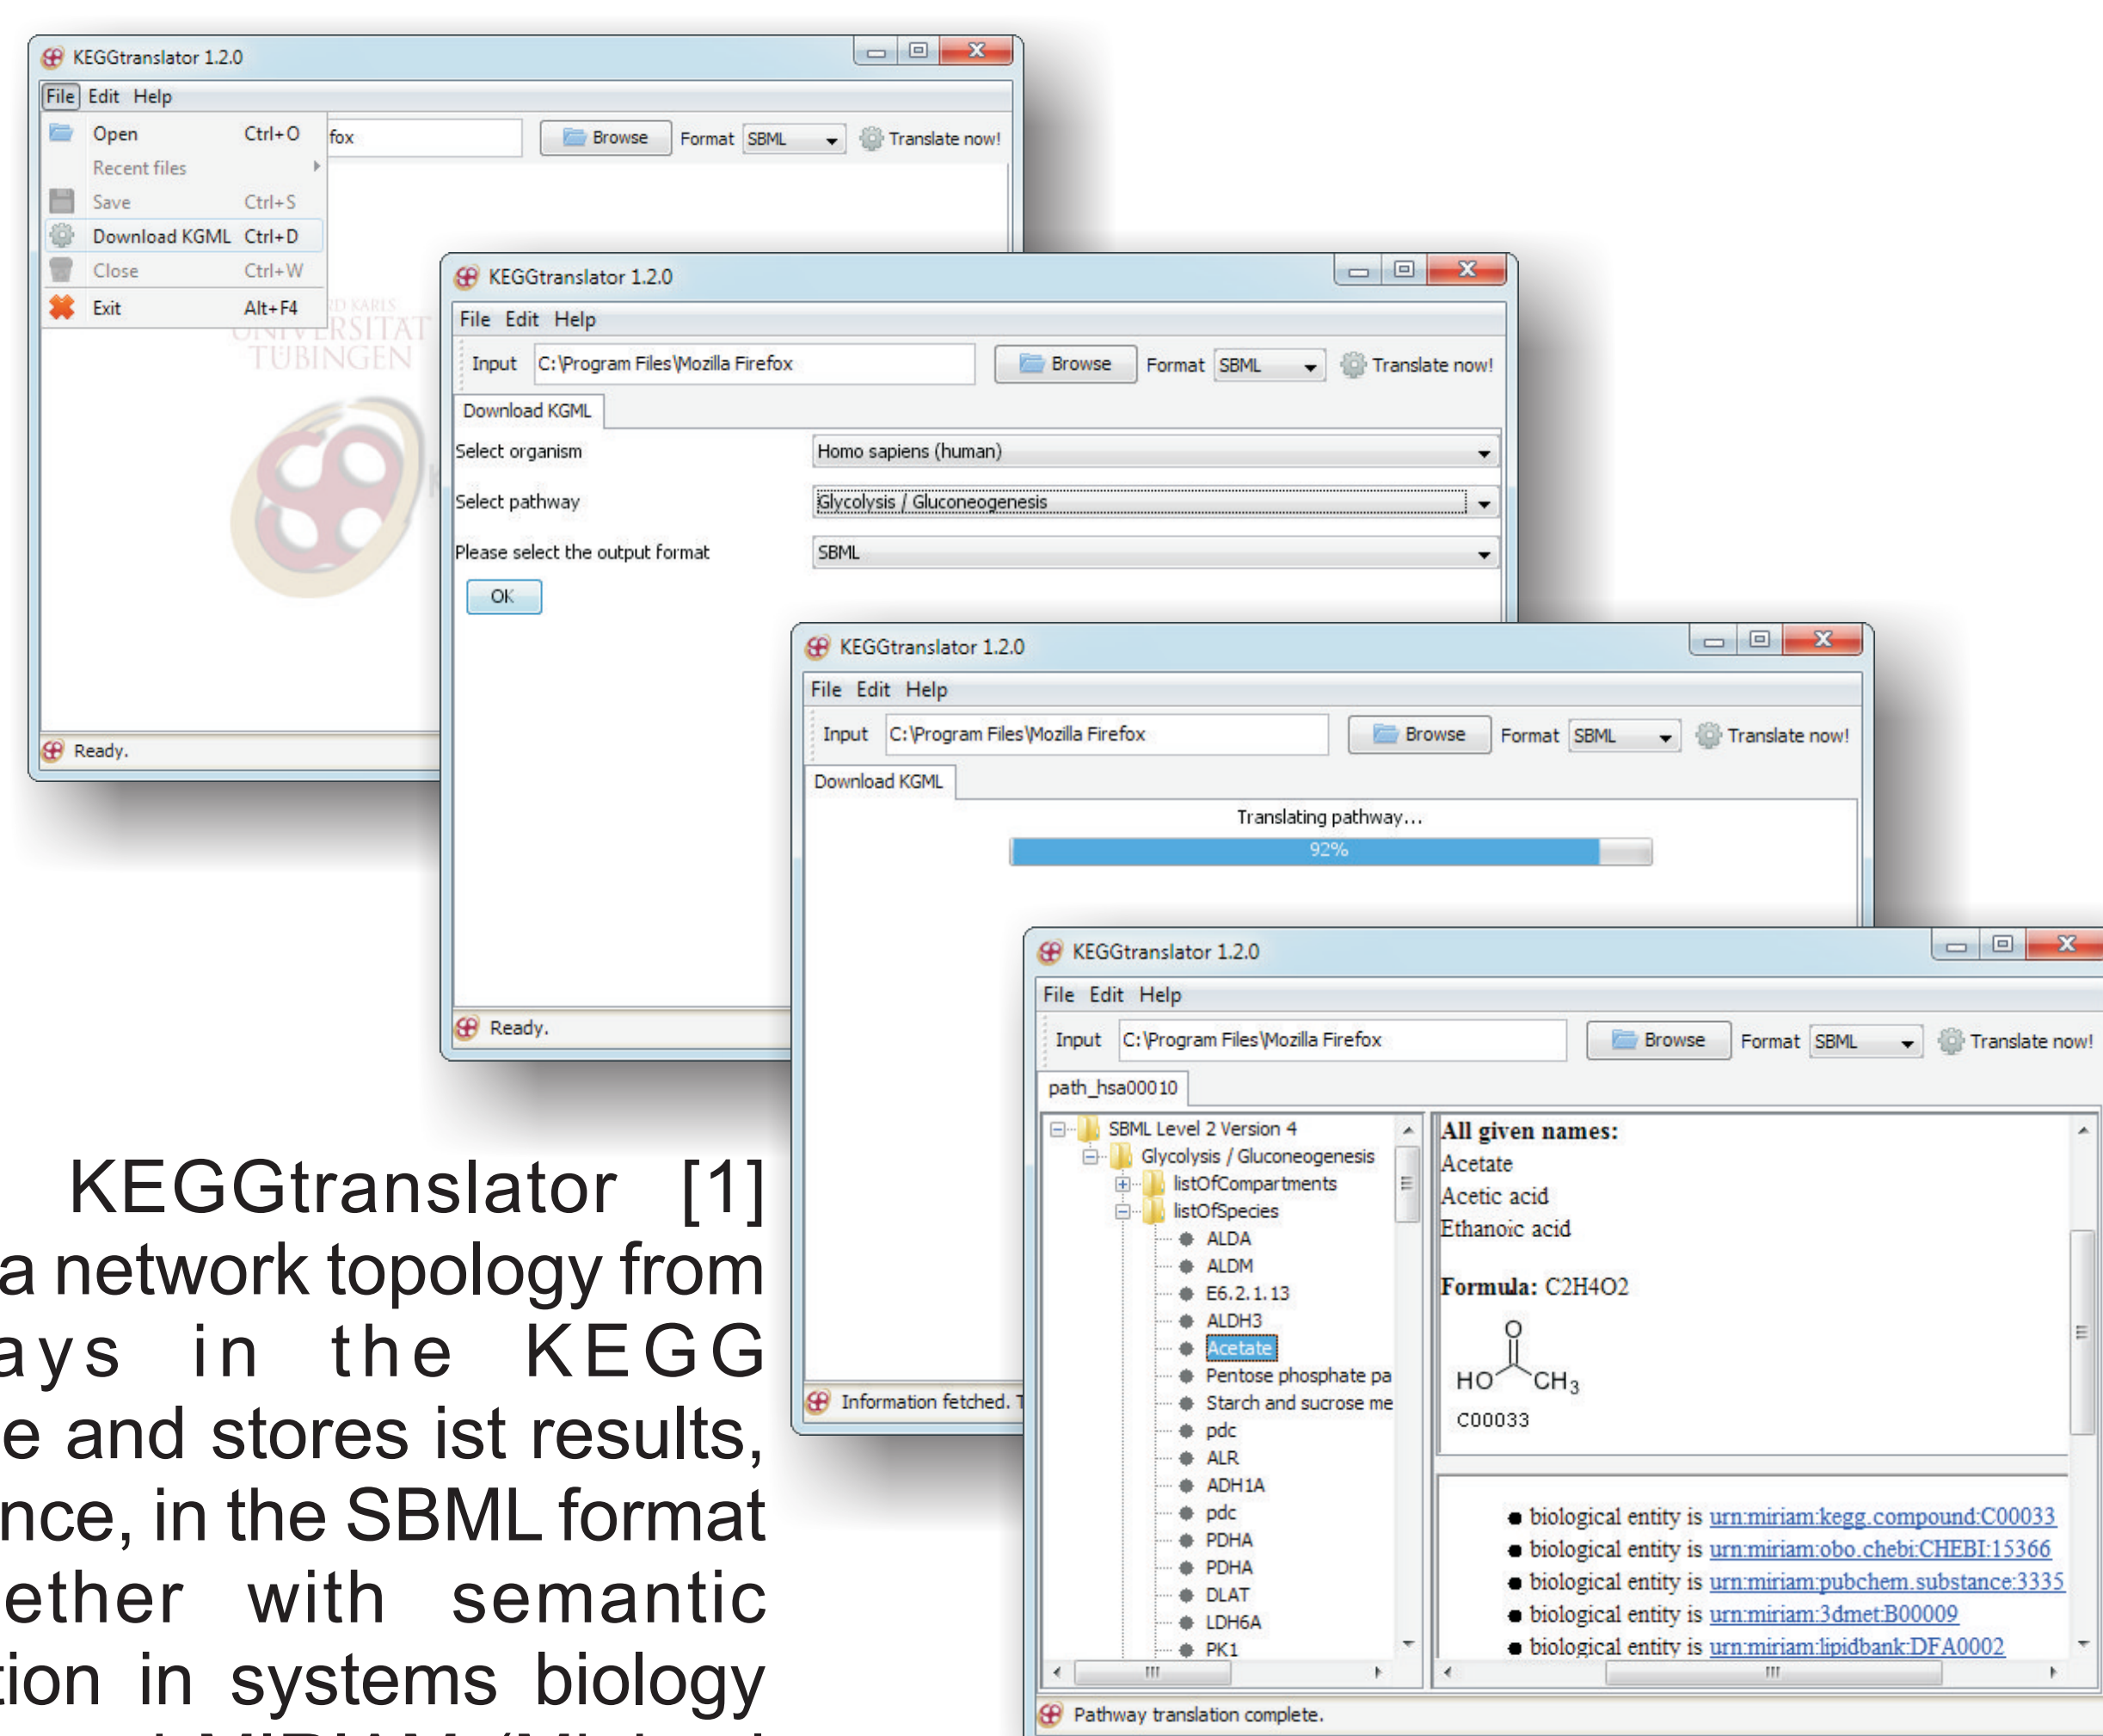 KEGGtranslator 1.2.0
File Edit Help
Open Ctrl+O
Recent files
Save Ctrl+S
Download KGML Ctrl+D
Close Ctrl+W
Exit Alt+F4
fox
Browse Format SBML Translate now!
RD KARLS
UNIVERSITÄT
TÜBINGEN
Ready.
KEGGtranslator 1.2.0
File Edit Help
Input C:\Program Files\Mozilla Firefox Browse Format SBML Translate now!
Download KGML
Select organism Homo sapiens (human)
Select pathway Glycolysis / Gluconeogenesis
Please select the output format SBML
OK
Ready.
KEGGtranslator 1.2.0
File Edit Help
Input C:\Program Files\Mozilla Firefox Browse Format SBML Translate now!
Download KGML
Translating pathway...
92%
Information fetched.
KEGGtranslator 1.2.0
File Edit Help
Input C:\Program Files\Mozilla Firefox Browse Format SBML Translate now!
path_hsa00010
SBML Level 2 Version 4
Glycolysis / Gluconeogenesis
listOfCompartments
listOfSpecies
ALDA
ALDM
E6.2.1.13
ALDH3
Acetate
Pentose phosphate pa
Starch and sucrose me
pdc
ALR
ADH1A
pdc
PDHA
PDHA
DLAT
LDH6A
PK1
All given names:
Acetate
Acetic acid
Ethanoic acid
Formula: C2H4O2
O
HO CH3
C00033
biological entity is urn:miriam:kegg.compound:C00033
biological entity is urn:miriam:obo.chebi:CHEBI:15366
biological entity is urn:miriam:pubchem.substance:3335
biological entity is urn:miriam:3dmet:B00009
biological entity is urn:miriam:lipidbank:DFA0002
Pathway translation complete.
KEGGtranslator [1]
a network topology from
ays in the KEGG
e and stores ist results,
nce, in the SBML format
ether with semantic
tion in systems biology
MIRIAM